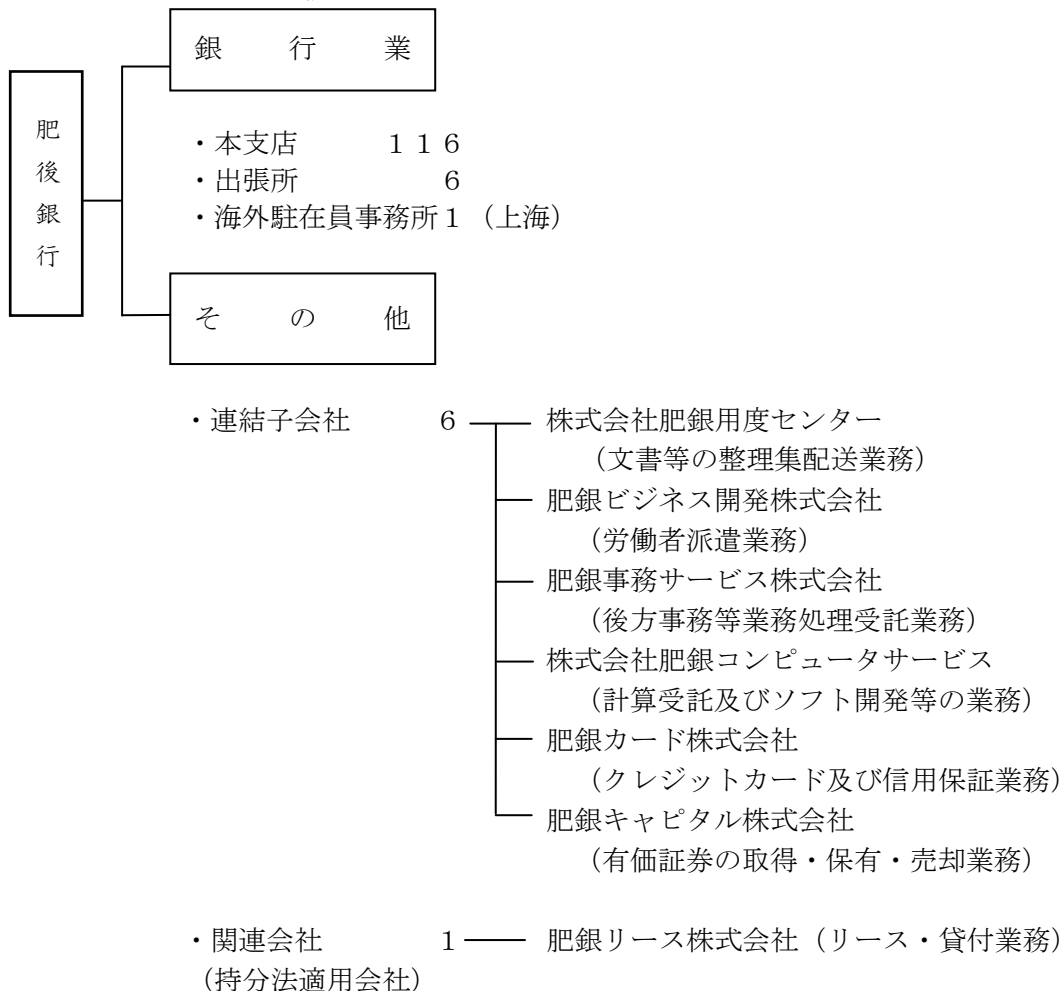 銀行業
肥後銀行
・本支店 116
・出張所 6
・海外駐在員事務所1(上海)
その他
・連結子会社 6 株式会社肥銀用度センター
(文書等の整理集配送業務)
肥銀ビジネス開発株式会社
(労働者派遣業務)
肥銀事務サービス株式会社
(後方事務等業務処理受託業務)
株式会社肥銀コンピュータサービス
(計算受託及びソフト開発等の業務)
肥銀カード株式会社
(クレジットカード及び信用保証業務)
肥銀キャピタル株式会社
(有価証券の取得・保有・売却業務)
・関連会社 1 肥銀リース株式会社(リース・貸付業務)
(持分法適用会社)